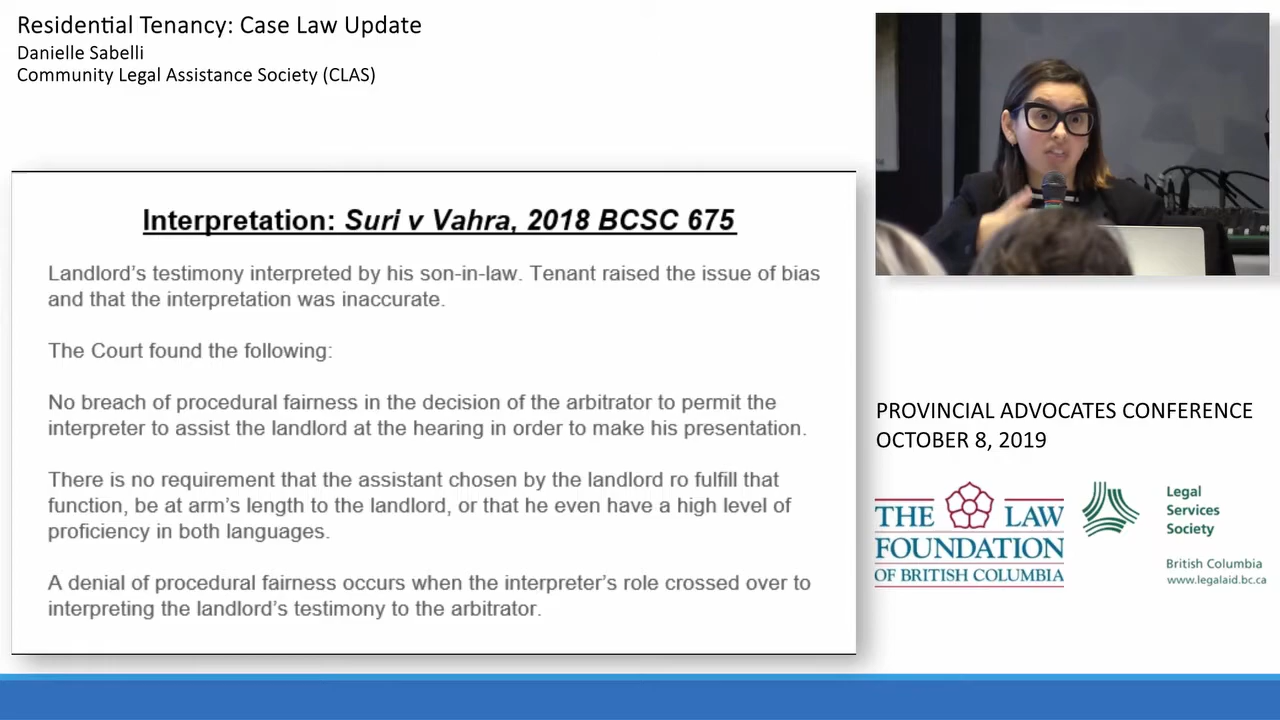 Residential Tenancy: Case Law Update
Danielle Sabelli
Community Legal Assistance Society (CLAS)
Interpretation: Suri v Vahra, 2018 BCSC 675
Landlord's testimony interpreted by his son-in-law. Tenant raised the issue of bias
and that the interpretation was inaccurate.
The Court found the following:
No breach of procedural fairness in the decision of the arbitrator to permit the
interpreter to assist the landlord at the hearing in order to make his presentation.
There is no requirement that the assistant chosen by the landlord ro fulfill that
function, be at arm's length to the landlord, or that he even have a high level of
proficiency in both languages.
A denial of procedural fairness occurs when the interpreter's role crossed over to
interpreting the landlord's testimony to the arbitrator.
PROVINCIAL ADVOCATES CONFERENCE
OCTOBER 8, 2019
THE LAW
FOUNDATION
OF BRITISH COLUMBIA
Legal
Services
Society
British Columbia
www.legalaid.bc.ca